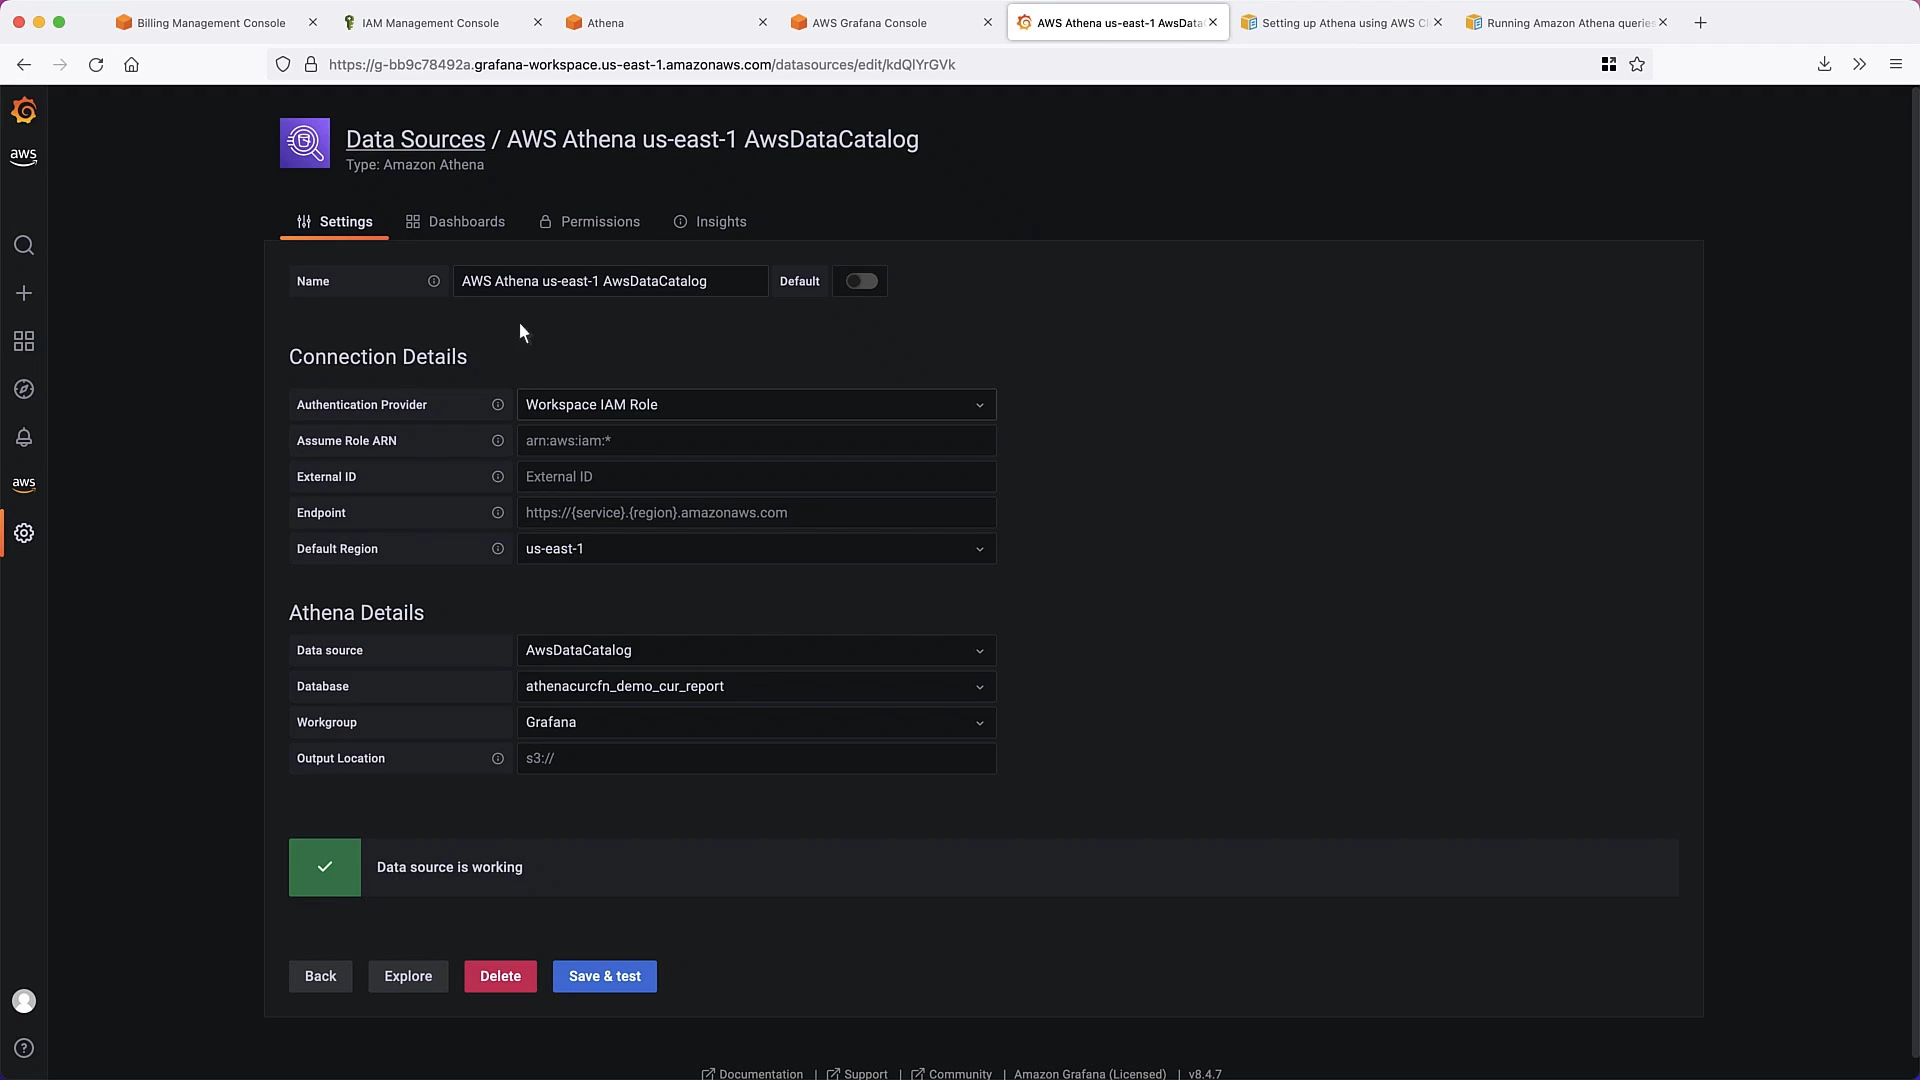 Billing Management Console
IAM Management Console
Athena
AWS Grafana Console
AWS Athena us-east-1 AwsData
Setting up Athena using AWS C
Running Amazon Athena queries
https://g-bb9c78492a.grafana-workspace.us-east-1.amazonaws.com/datasources/edit/kdQIYrGVk
aws
Data Sources / AWS Athena us-east-1 AwsDataCatalog
Type: Amazon Athena
Settings
Dashboards
Permissions
Insights
Name
AWS Athena us-east-1 AwsDataCatalog
Default
Connection Details
Authentication Provider
Workspace IAM Role
Assume Role ARN
arn:aws:iam:*
External ID
External ID
Endpoint
https://{service}.{region}.amazonaws.com
aws
Default Region
us-east-1
Athena Details
Data source
AwsDataCatalog
Database
athenacurcfn_demo_cur_report
Workgroup
Grafana
Output Location
s3://
Data source is working
Back
Explore
Delete
Save & test
Documentation | Support | Community | Amazon Grafana (Licensed) | v8.4.7